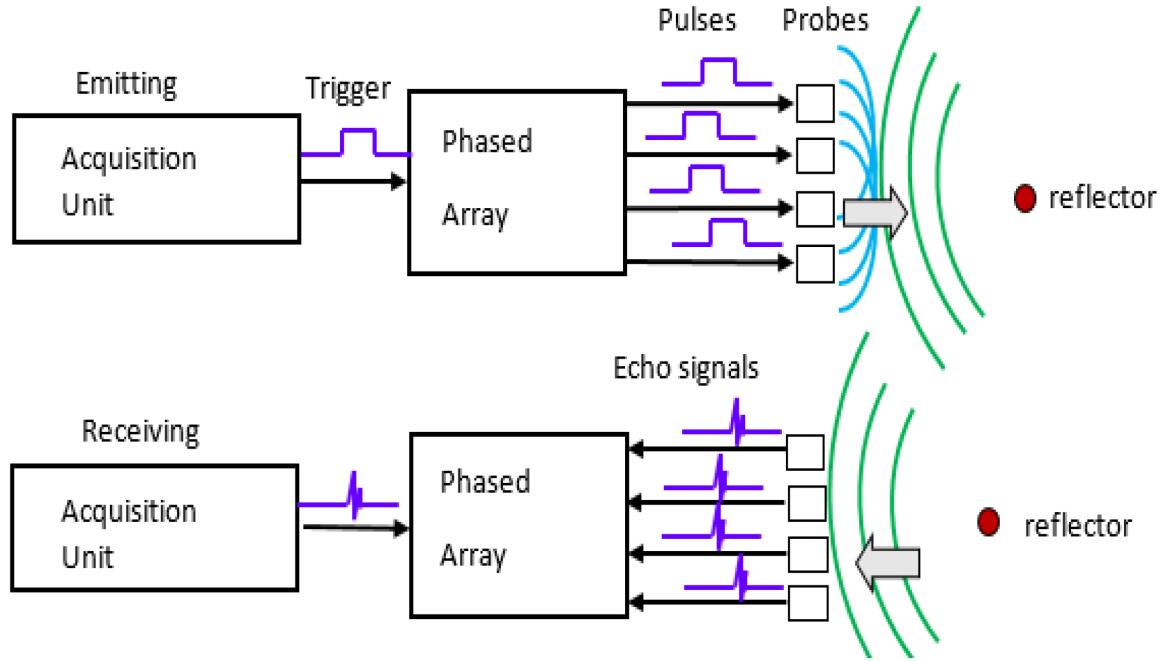 Pulses
Probes
Emitting
Trigger
Acquisition
Unit
Phased
Array
reflector
Echo signals
Receiving
Acquisition
Unit
Phased
Array
reflector